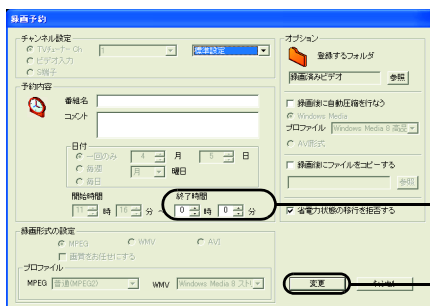 録画予約
チャンネル設定
TVチューナー Ch 1 標準設定
ビデオ入力
S端子
予約内容
番組名
コメント
日付
一回のみ 4 月 5 日
毎週 月 曜日
毎日
開始時間 終了時間
11 時 16 分 ~ 0 時 0 分
録画形式の設定
MPEG WMV AVI
画質をお任せにする
プロファイル
MPEG 普通(MPEG2) WMV Windows Media 8 スト
オプション
登録するフォルダ
録画済みビデオ 参照
録画後に自動圧縮を行なう
Windows Media
プロファイル Windows Media 8 高品
AVI形式
録画後にファイルをコピーする
参照
省電力状態の移行を拒否する
変更 キャンセル